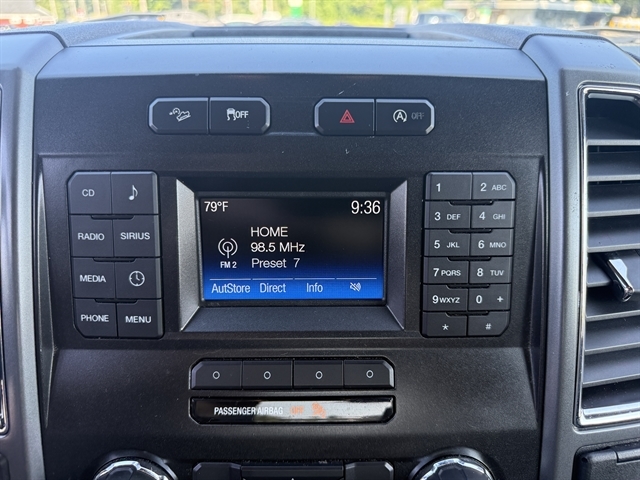 OFF
A OFF
CD
RADIO SIRIUS
MEDIA
PHONE MENU
79°F 9:36
HOME
98.5 MHz
FM 2
Preset 7
AutoStore Direct Info
1 2 ABC
3 DEF 4 GHI
5 JKL 6 MNO
7 PQRS 8 TUV
9 WXYZ 0 +
* #
PASSENGER AIRBAG OFF